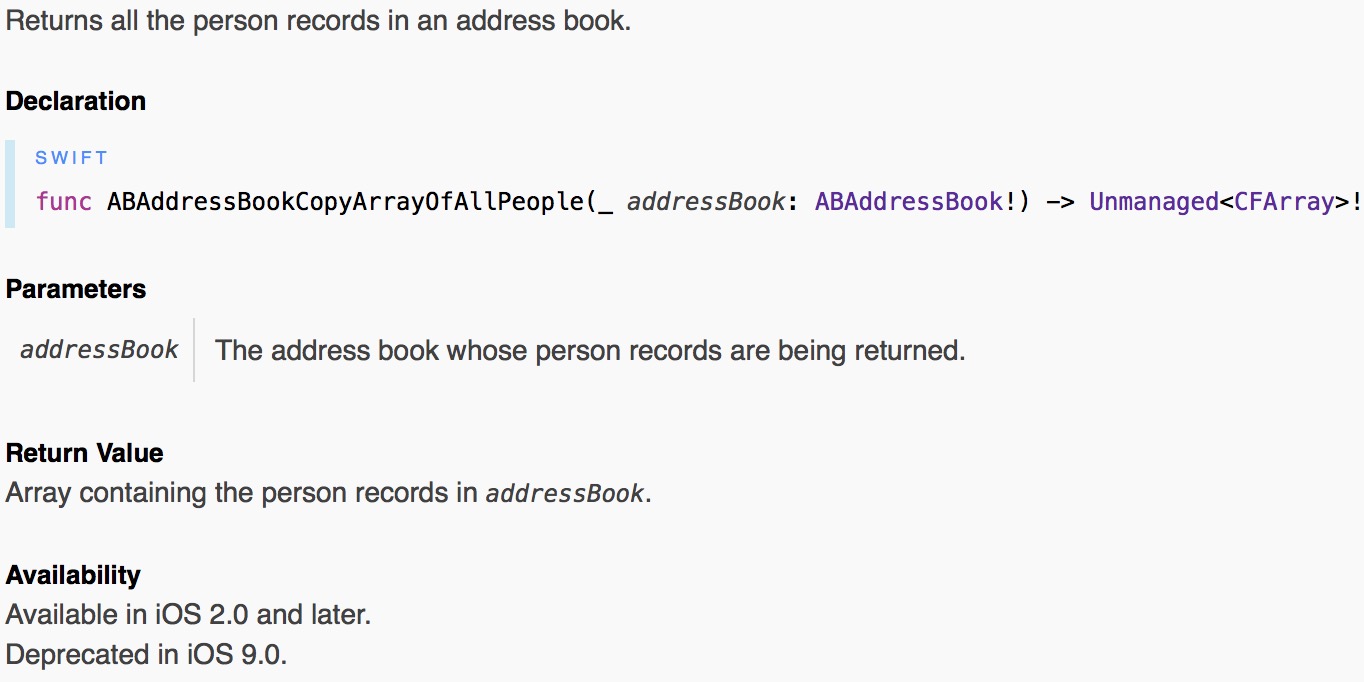 Returns all the person records in an address book.
Declaration
SWIFT
func ABAddressBookCopyArrayOfAllPeople(_ addressBook: ABAddressBook!) -> Unmanaged<CFArray>!
Parameters
addressBook The address book whose person records are being returned.
Return Value
Array containing the person records in addressBook.
Availability
Available in iOS 2.0 and later.
Deprecated in iOS 9.0.